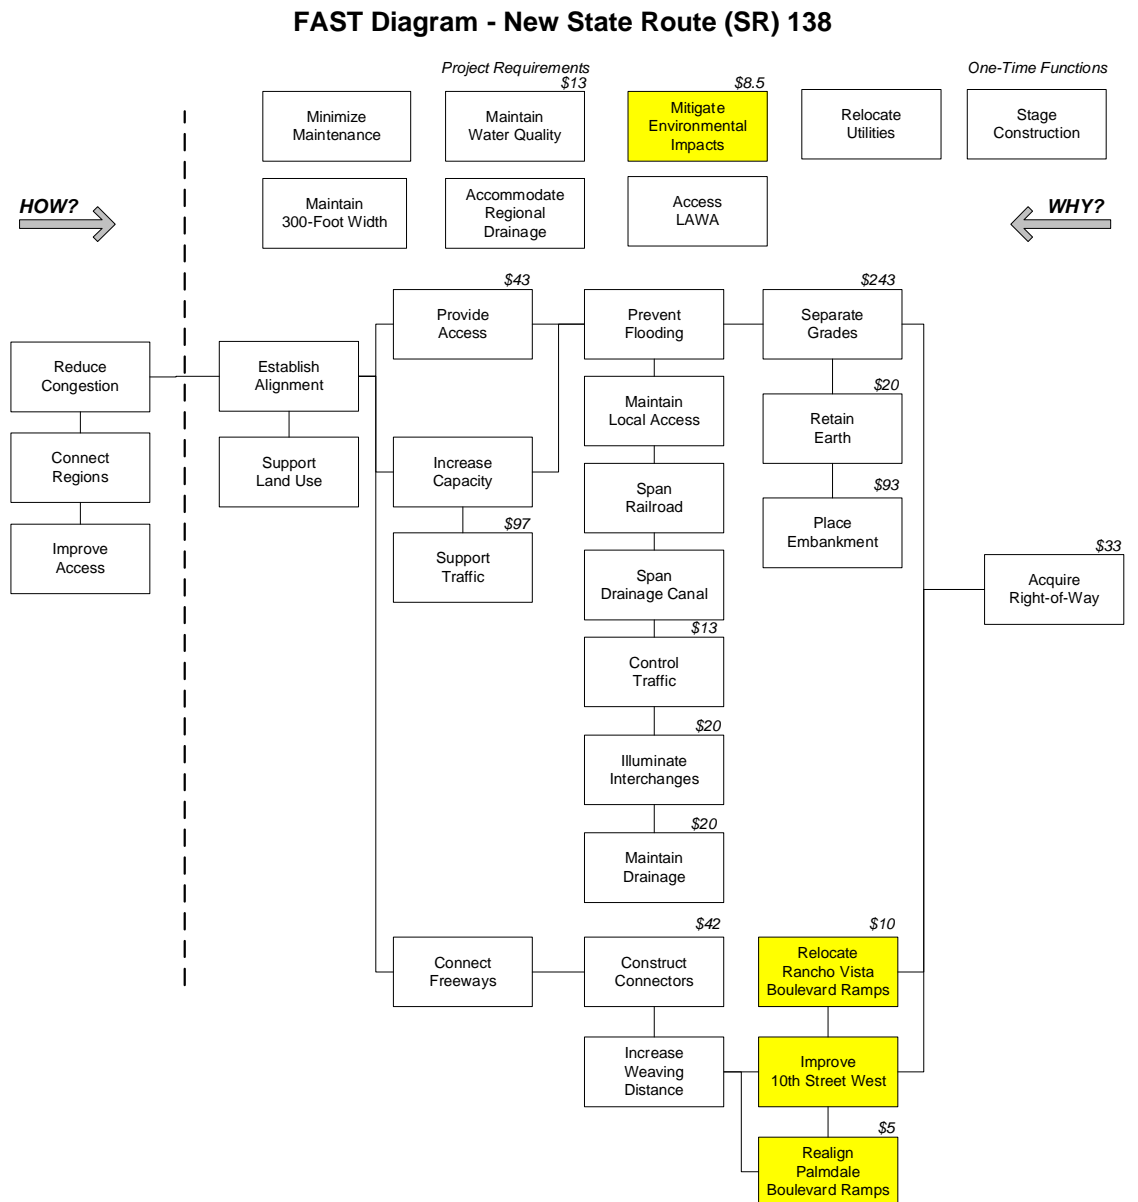 FAST Diagram - New State Route (SR) 138
Project Requirements
One-Time Functions
$13
$8.5
Minimize
Maintenance
Maintain
Water Quality
Mitigate
Environmental
Impacts
Relocate
Utilities
Stage
Construction
HOW?
Maintain
300-Foot Width
Accommodate
Regional
Drainage
Access
LAWA
WHY?
$43
$243
Provide
Access
Prevent
Flooding
Separate
Grades
Reduce
Congestion
Establish
Alignment
$20
Maintain
Local Access
Retain
Earth
Connect
Regions
Support
Land Use
Increase
Capacity
Span
Railroad
$93
Place
Embankment
$97
Improve
Access
Support
Traffic
Span
Drainage Canal
$33
Acquire
Right-of-Way
$13
Control
Traffic
$20
Illuminate
Interchanges
$20
Maintain
Drainage
$42
$10
Connect
Freeways
Construct
Connectors
Relocate
Rancho Vista
Boulevard Ramps
Increase
Weaving
Distance
Improve
10th Street West
$5
Realign
Palmdale
Boulevard Ramps